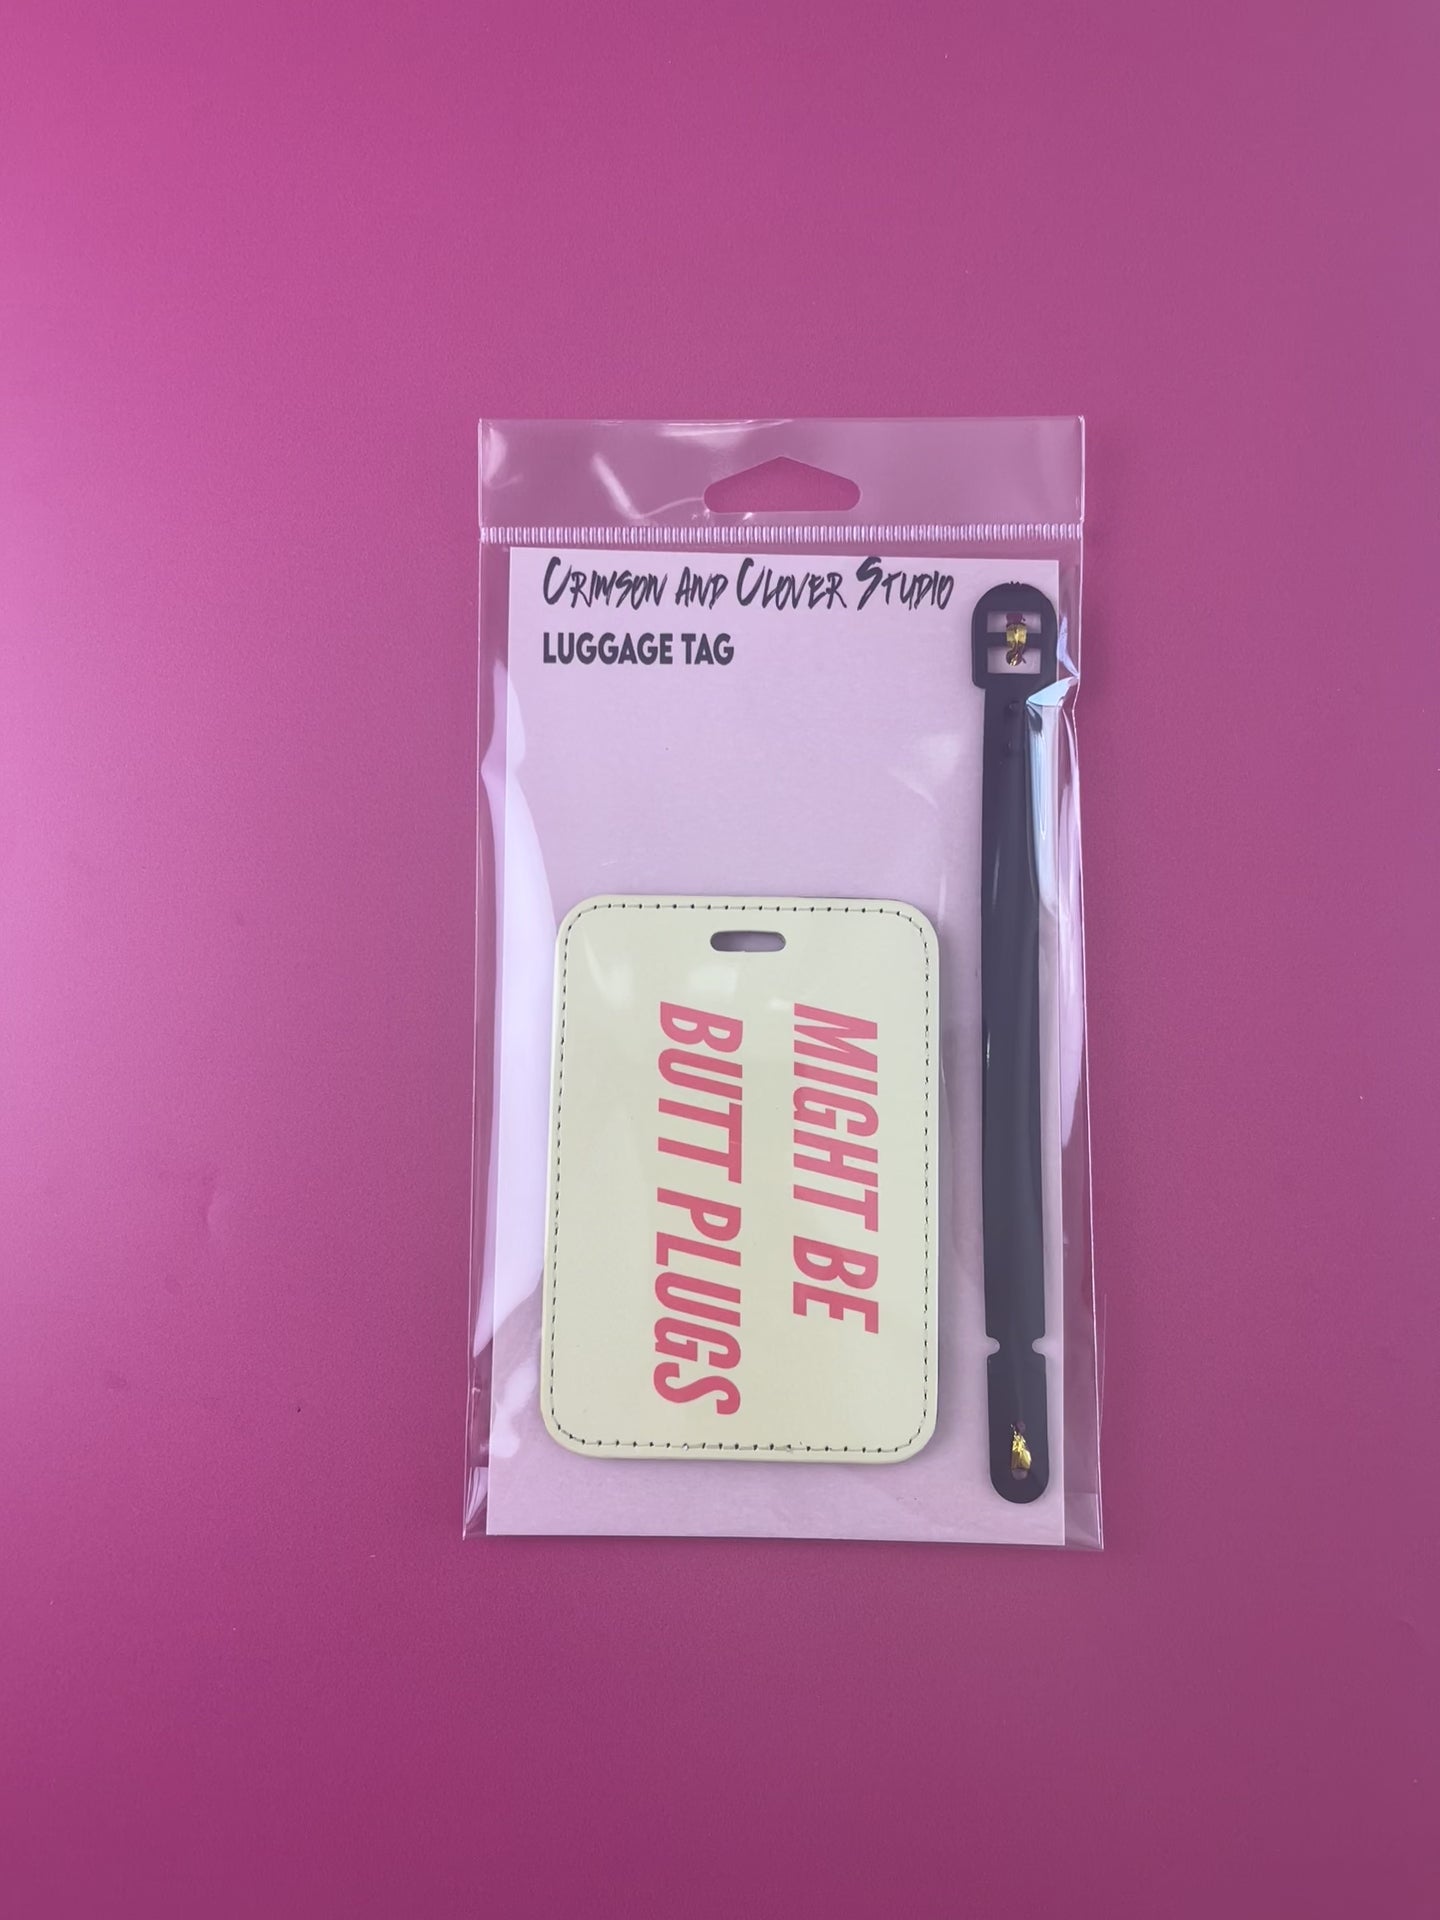 CRIMSON AND CLOVER STUDIO
LUGGAGE TAG
MIGHT BE
BUTT PLUGS